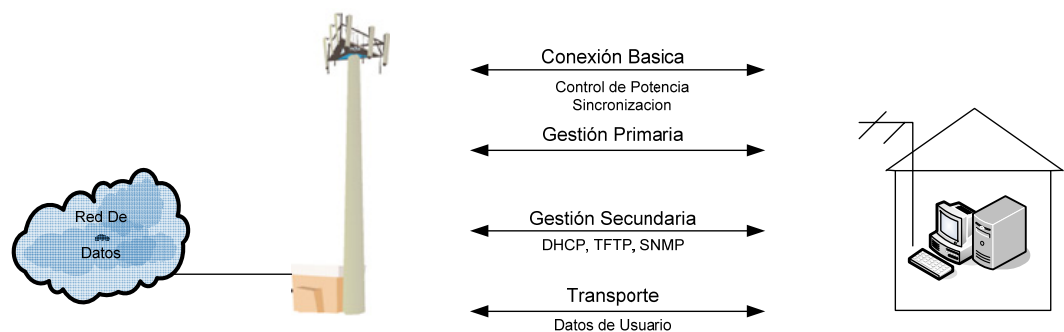 Conexión Basica
Control de Potencia
Sincronizacion
Gestión Primaria
Red De
Datos
Gestión Secundaria
DHCP, TFTP, SNMP
Transporte
Datos de Usuario